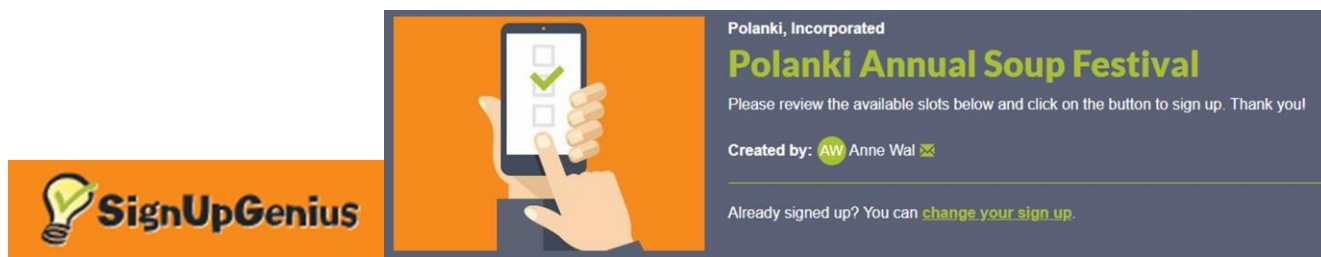 SignUpGenius
Polanki, Incorporated
Polanki Annual Soup Festival
Please review the available slots below and click on the button to sign up. Thank you!
Created by: AW Anne Wal
Already signed up? You can change your sign up.